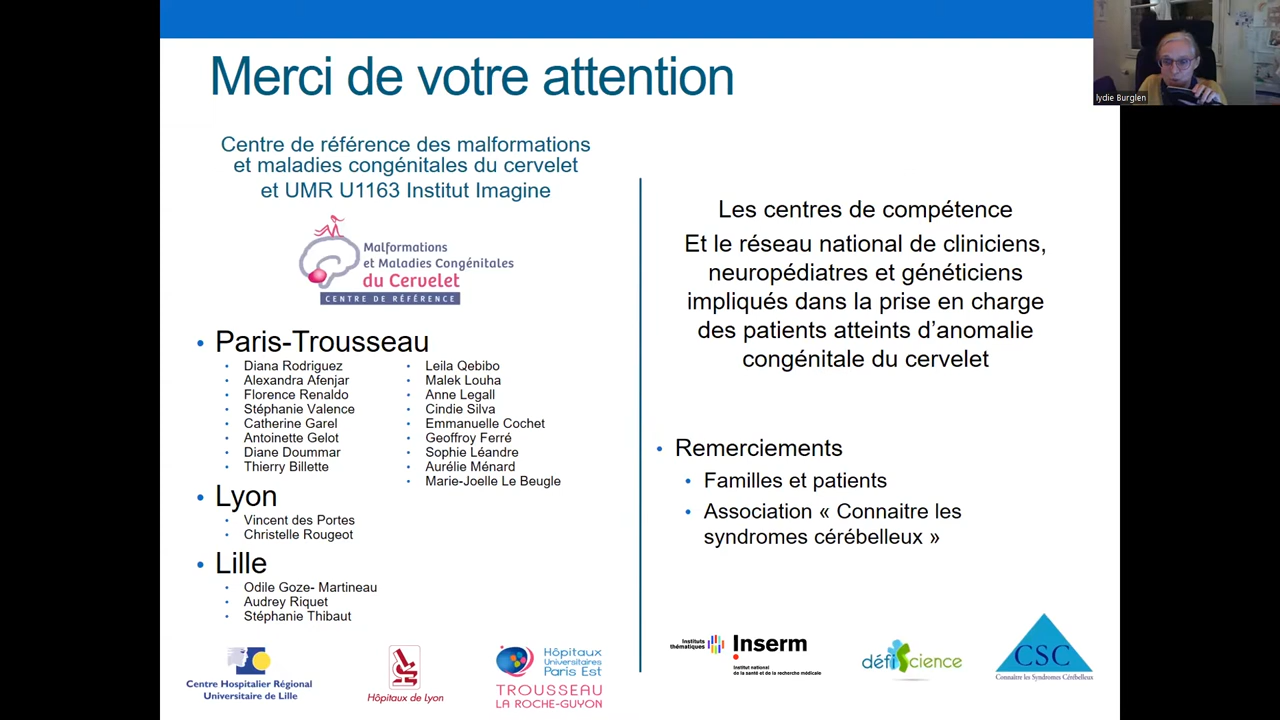 Merci de votre attention
lydie Burglen
Centre de référence des malformations
et maladies congénitales du cervelet
et UMR U1163 Institut Imagine
Malformations
et Maladies Congénitales
du Cervelet
CENTRE DE RÉFÉRENCE
Paris-Trousseau
Diana Rodriguez
Alexandra Afenjar
Florence Renaldo
Stéphanie Valence
Catherine Garel
Antoinette Gelot
Diane Doummar
Thierry Billette
Leila Qebibo
Malek Louha
Anne Legall
Cindie Silva
Emmanuelle Cochet
Geoffroy Ferré
Sophie Léandre
Aurélie Ménard
Marie-Joelle Le Beugle
Lyon
Vincent des Portes
Christelle Rougeot
Lille
Odile Goze- Martineau
Audrey Riquet
Stéphanie Thibaut
Centre Hospitalier Régional
Universitaire de Lille
Hôpitaux de Lyon
Hôpitaux
Universitaires
Paris Est
TROUSSEAU
LA ROCHE-GUYON
Les centres de compétence
Et le réseau national de cliniciens,
neuropédiatres et généticiens
impliqués dans la prise en charge
des patients atteints d’anomalie
congénitale du cervelet
Remerciements
Familles et patients
Association « Connaitre les
syndromes cérébelleux »
Instituts
thématiques
Inserm
Institut national
de la santé et de la recherche médicale
défiScience
CSC
Connaître les Syndromes Cérébelleux